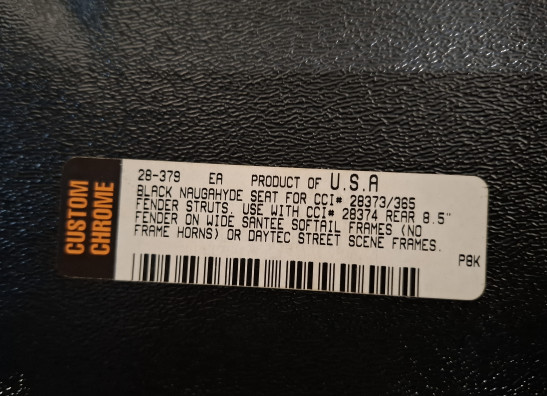 CUSTOM
CHROME
28-379 EA PRODUCT OF U.S.A
BLACK NAUGAHYDE SEAT FOR CCI# 28373/365
FENDER STRUTS. USE WITH CCI# 28374 REAR 8.5"
FENDER ON WIDE SANTEE SOFTAIL FRAMES (NO
FRAME HORNS) OR DAYTEC STREET SCENE FRAMES.
P8K